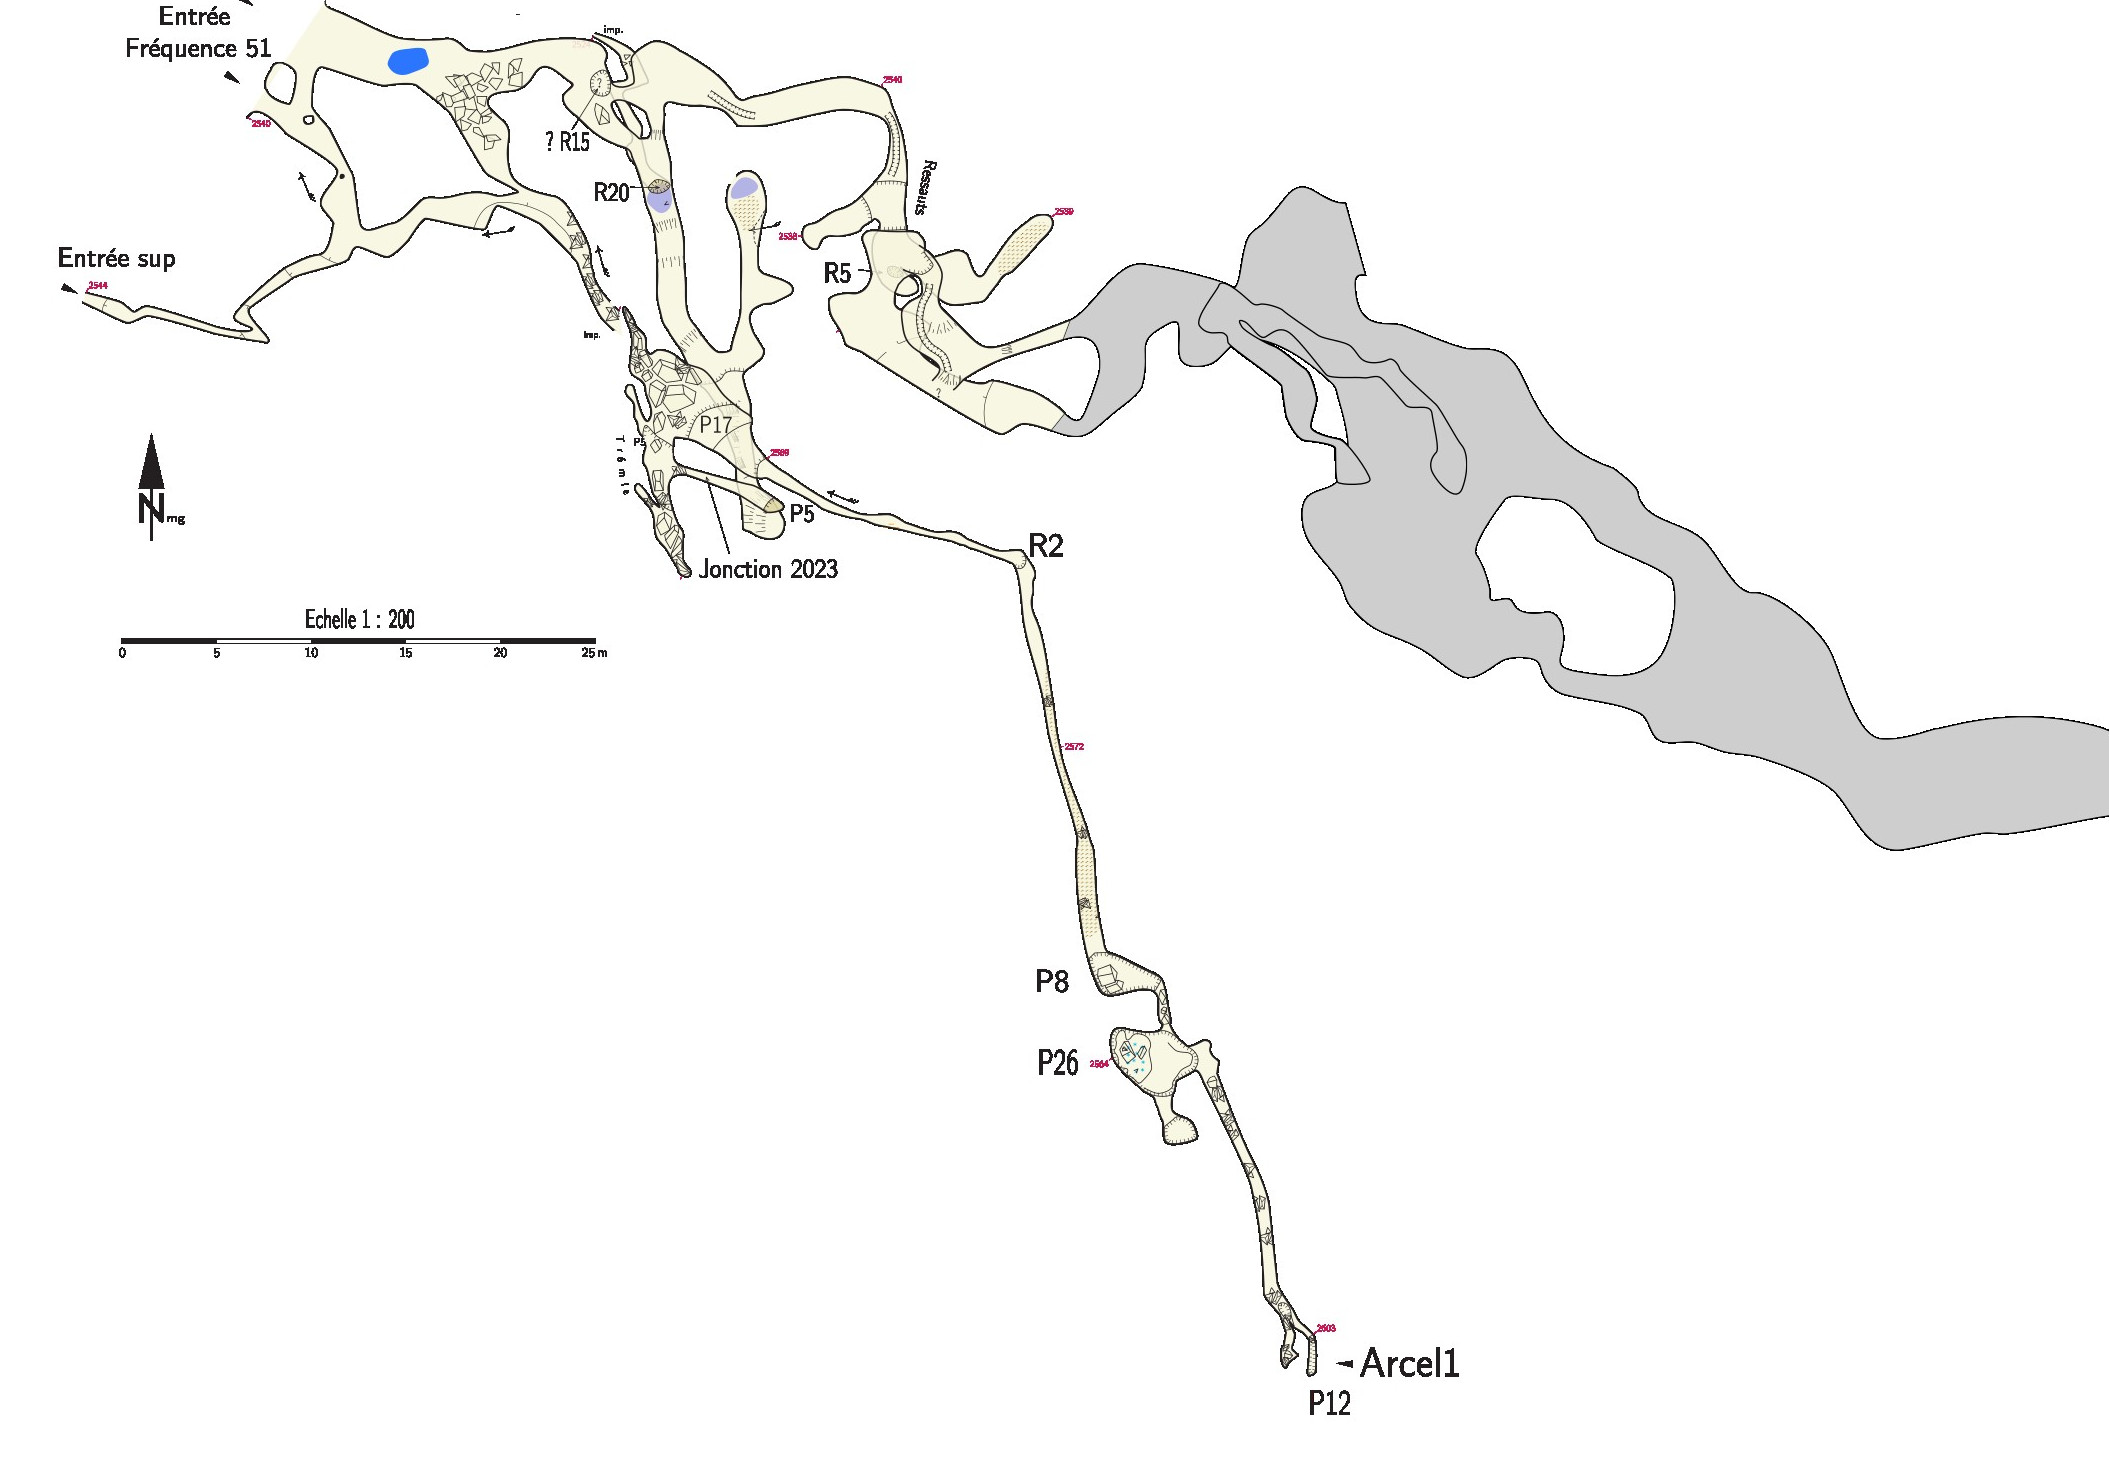 Entrée
Fréquence 51
imp.
2540
2540
? R15
R20
Ressauts
2538
2539
R5
Entrée sup
2544
imp.
P17
P5
Trémie
2569
P5
R2
N mg
Jonction 2023
Echelle 1 : 200
0 5 10 15 20 25 m
2572
P8
P26
2564
2603
Arcel1
P12